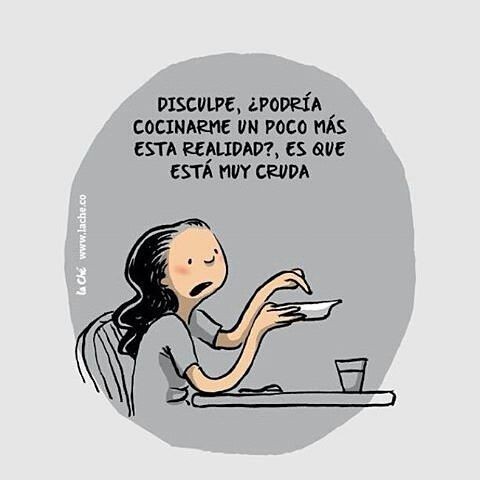 DISCULPE, ¿PODRÍA
COCINARME UN POCO MÁS
ESTA REALIDAD?, ES QUE
ESTÁ MUY CRUDA
la Ché www.lache.co